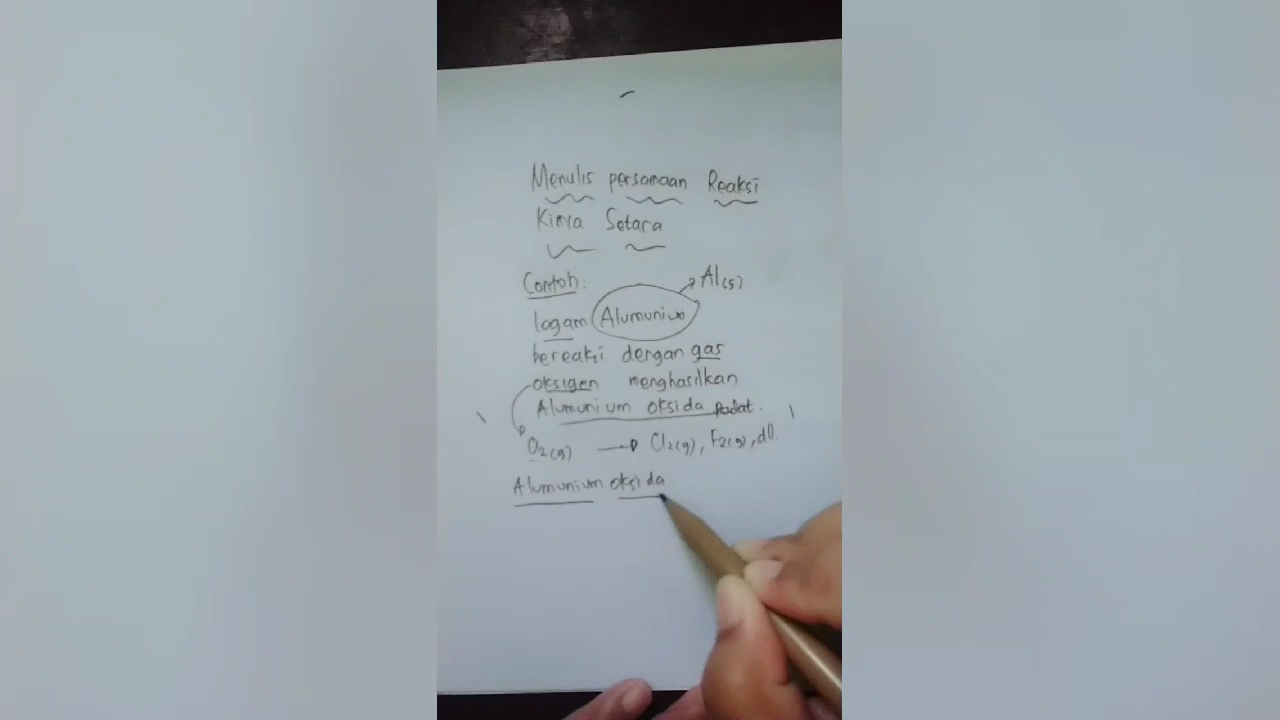 Menulis persamaan Reaksi
Kimia Setara
Contoh:
Al(s)
logam Alumunium
bereaksi dengan gas
oksigen menghasilkan
Alumunium oksida padat.
O₂(g) → Cl₂(g), F₂(g), dll.
Alumunium oksida